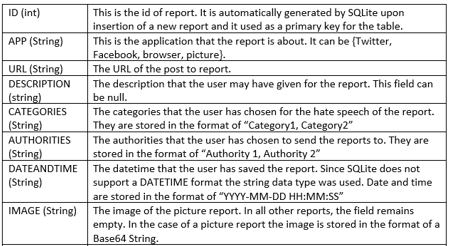 ID (int) This is the id of report. It is automatically generated by SQLite upon
insertion of a new report and it used as a primary key for the table.
APP (String) This is the application that the report is about. It can be {Twitter,
Facebook, browser, picture}.
URL (String) The URL of the post to report.
DESCRIPTION The description that the user may have given for the report. This field can
(string) be null.
CATEGORIES The categories that the user has chosen for the hate speech of the report.
(String) They are stored in the format of “Category1, Category2”
AUTHORITIES The authorities that the user has chosen to send the reports to. They are
(String) stored in the format of “Authority 1, Authority 2”
DATEANDTIME The datetime that the user has saved the report. Since SQLite does not
(String) support a DATETIME format the string data type was used. Date and time
are stored in the format of “YYYY-MM-DD HH:MM:SS”
IMAGE (String) The image of the picture report. In all other reports, the field remains
empty. In the case of a picture report the image is stored in the format of a
Base64 String.